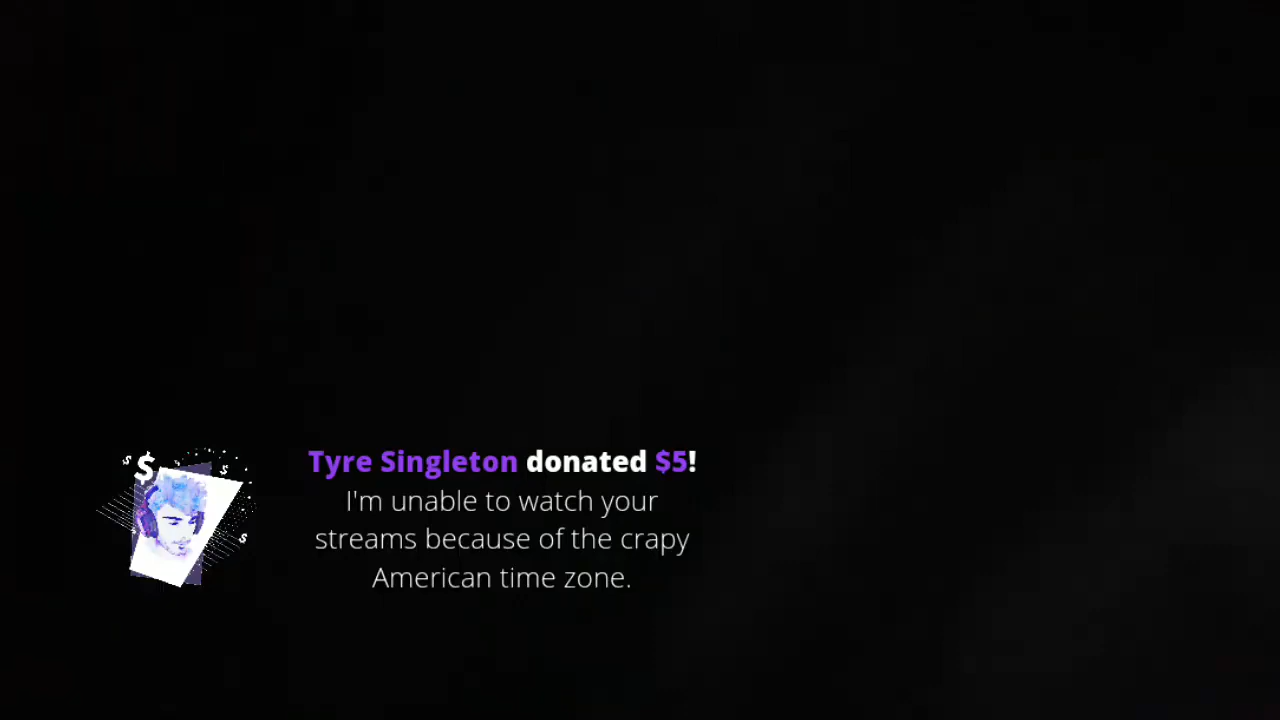 Tyre Singleton donated $5!
I'm unable to watch your
streams because of the crapy
American time zone.